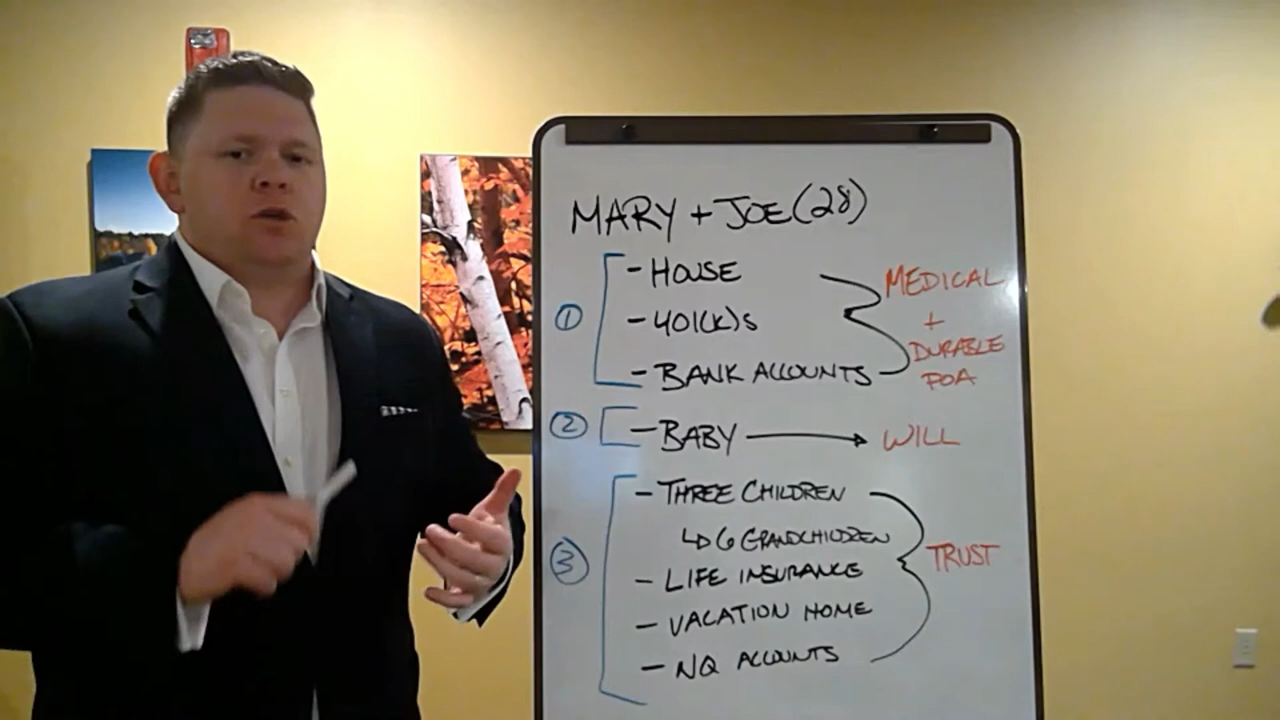 MARY + JOE (28)
① - HOUSE
- 401(K)s
- BANK ACCOUNTS
MEDICAL
+
DURABLE
POA
② - BABY → WILL
③ - THREE CHILDREN
↳ 6 GRANDCHILDREN
- LIFE INSURANCE
- VACATION HOME
- NQ ACCOUNTS
TRUST